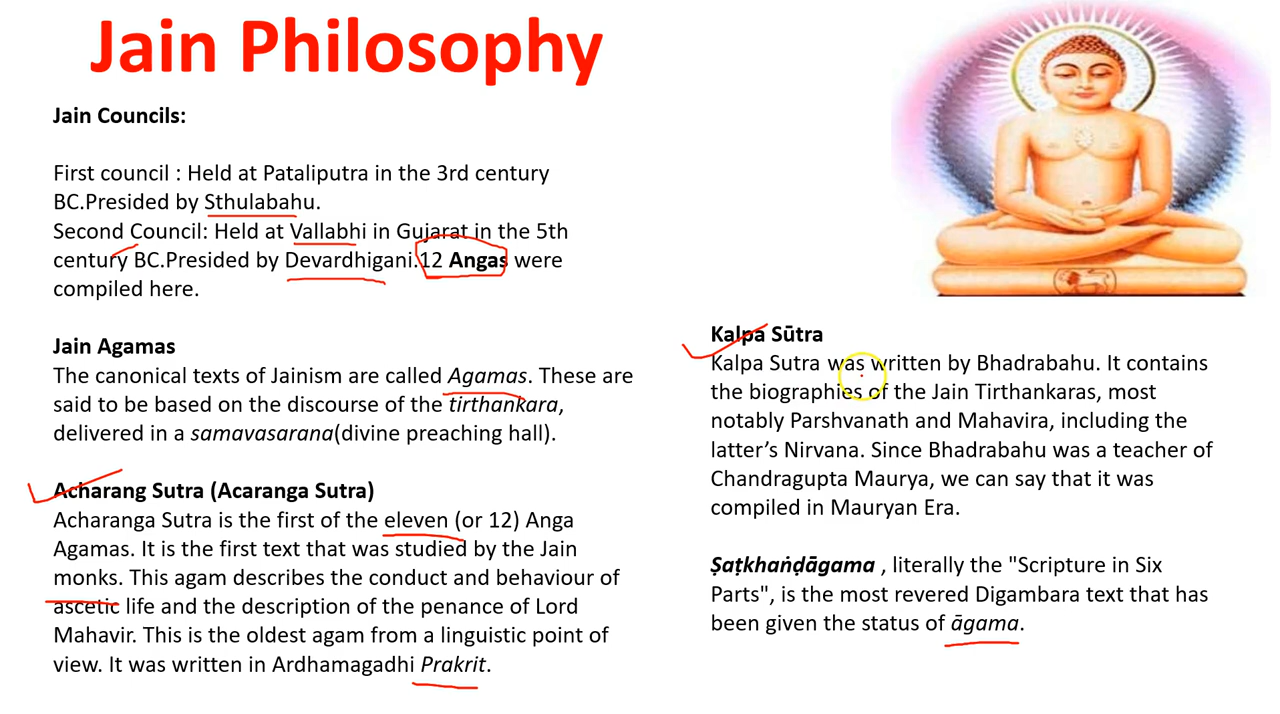 Jain Philosophy
Jain Councils:
First council : Held at Pataliputra in the 3rd century
BC.Presided by Sthulabahu.
Second Council: Held at Vallabhi in Gujarat in the 5th
century BC.Presided by Devardhigani.12 Angas were
compiled here.
Jain Agamas
The canonical texts of Jainism are called Agamas. These are
said to be based on the discourse of the tirthankara,
delivered in a samavasarana(divine preaching hall).
Acharang Sutra (Acaranga Sutra)
Acharanga Sutra is the first of the eleven (or 12) Anga
Agamas. It is the first text that was studied by the Jain
monks. This agam describes the conduct and behaviour of
ascetic life and the description of the penance of Lord
Mahavir. This is the oldest agam from a linguistic point of
view. It was written in Ardhamagadhi Prakrit.
Kalpa Sūtra
Kalpa Sutra was written by Bhadrabahu. It contains
the biographies of the Jain Tirthankaras, most
notably Parshvanath and Mahavira, including the
latter’s Nirvana. Since Bhadrabahu was a teacher of
Chandragupta Maurya, we can say that it was
compiled in Mauryan Era.
Ṣaṭkhaṅḍāgama , literally the "Scripture in Six
Parts", is the most revered Digambara text that has
been given the status of āgama.